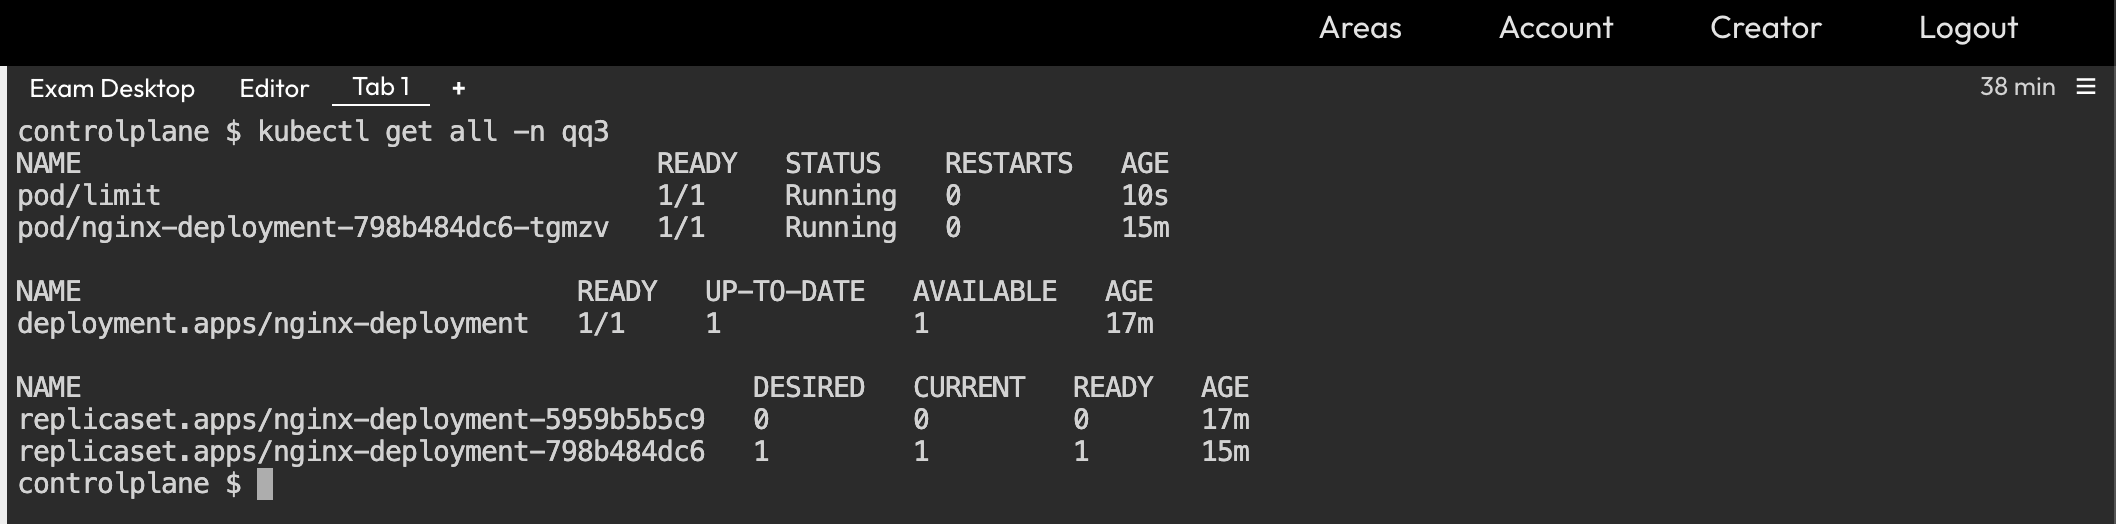 Areas Account Creator Logout
Exam Desktop Editor Tab 1 + 38 min
controlplane $ kubectl get all -n qq3
NAME READY STATUS RESTARTS AGE
pod/limit 1/1 Running 0 10s
pod/nginx-deployment-798b484dc6-tgmzv 1/1 Running 0 15m
NAME READY UP-TO-DATE AVAILABLE AGE
deployment.apps/nginx-deployment 1/1 1 1 17m
NAME DESIRED CURRENT READY AGE
replicaset.apps/nginx-deployment-5959b5b5c9 0 0 0 17m
replicaset.apps/nginx-deployment-798b484dc6 1 1 1 15m
controlplane $